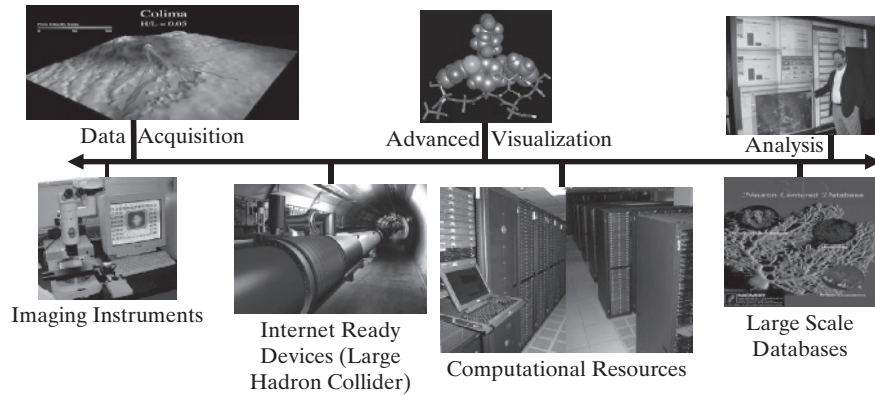 Colima
H/L = 0.03
Data Acquisition
Advanced Visualization
Analysis
Neuron Centered Database
Imaging Instruments
Internet Ready
Devices (Large
Hadron Collider)
Computational Resources
Large Scale
Databases